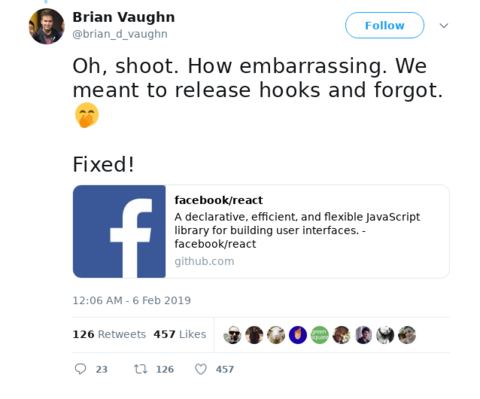 Brian Vaughn
@brian_d_vaughn
Follow
Oh, shoot. How embarrassing. We
meant to release hooks and forgot.
🤭
Fixed!
facebook/react
A declarative, efficient, and flexible JavaScript
library for building user interfaces. -
facebook/react
github.com
12:06 AM - 6 Feb 2019
126 Retweets 457 Likes
23 126 457